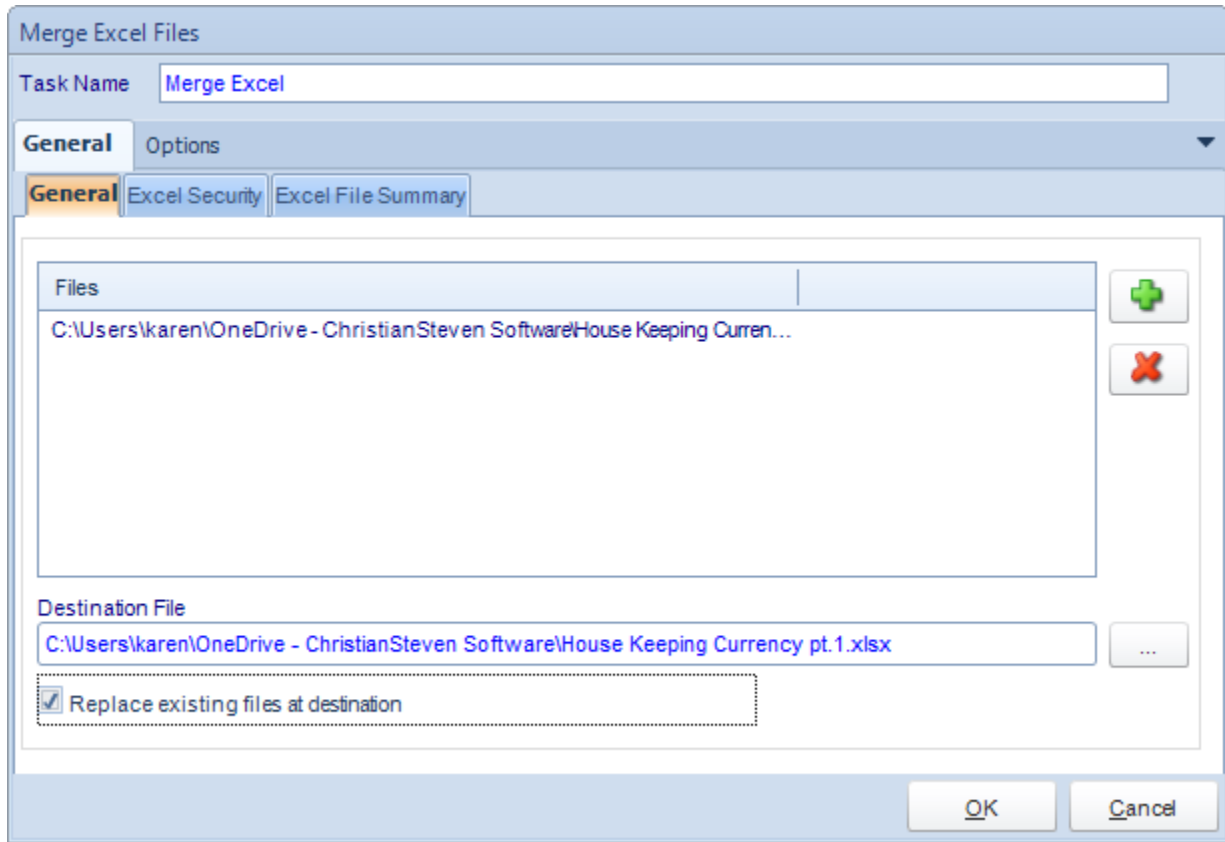 Merge Excel Files
Task Name Merge Excel
General Options
General Excel Security Excel File Summary
Files
C:\Users\karen\OneDrive - ChristianSteven Software\House Keeping Curren...
Destination File
C:\Users\karen\OneDrive - ChristianSteven Software\House Keeping Currency pt.1.xlsx
...
Replace existing files at destination
OK Cancel